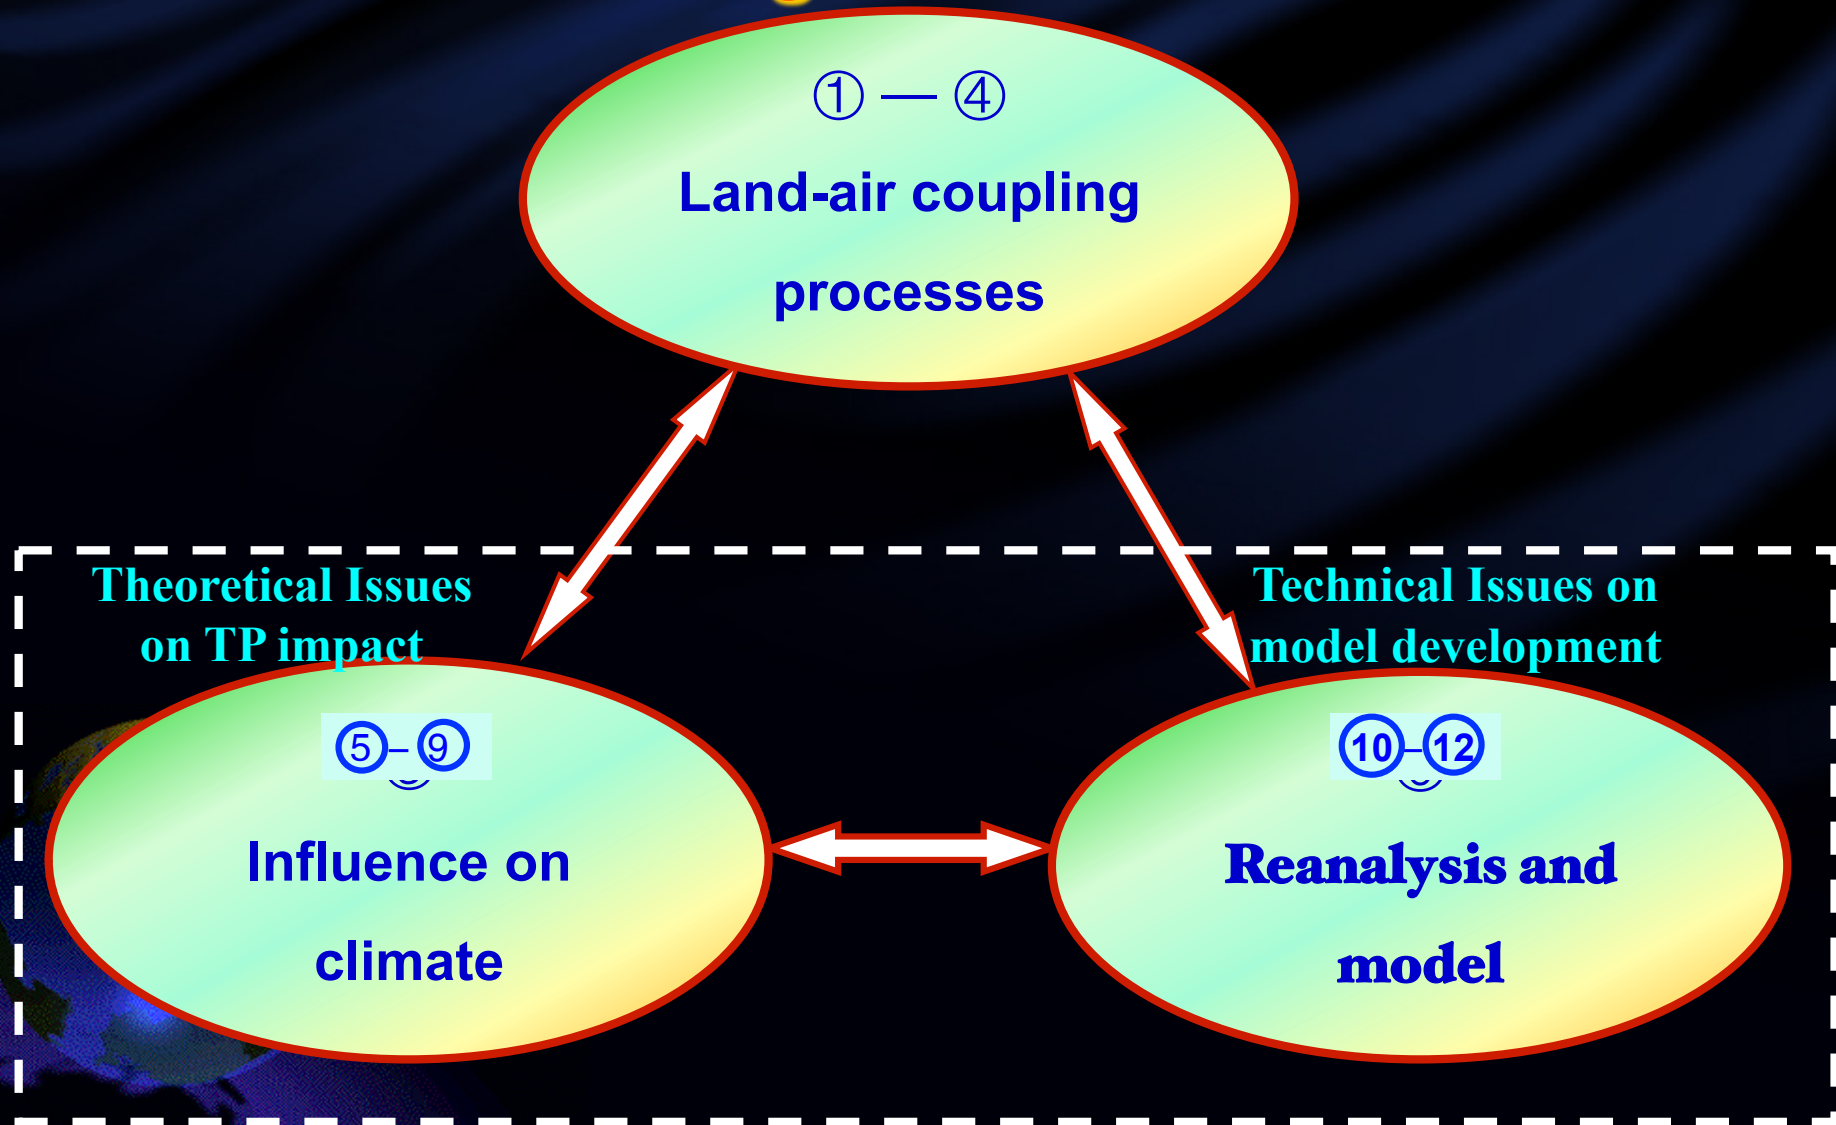 ① — ④
Land-air coupling
processes
Theoretical Issues
on TP impact
Technical Issues on
model development
⑤ – ⑨
⑩–⑫
Influence on
climate
Reanalysis and
model